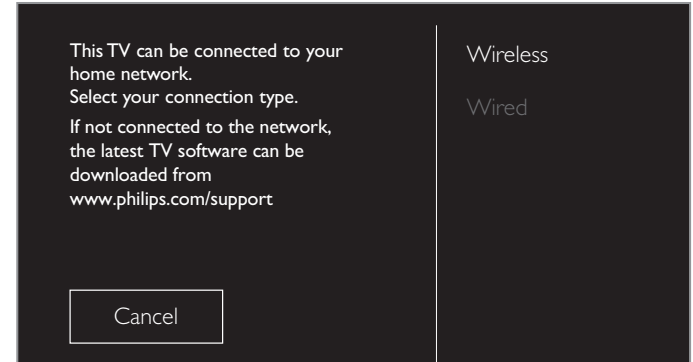 This TV can be connected to your
home network.
Select your connection type.
If not connected to the network,
the latest TV software can be
downloaded from
www.philips.com/support
Cancel
Wireless
Wired